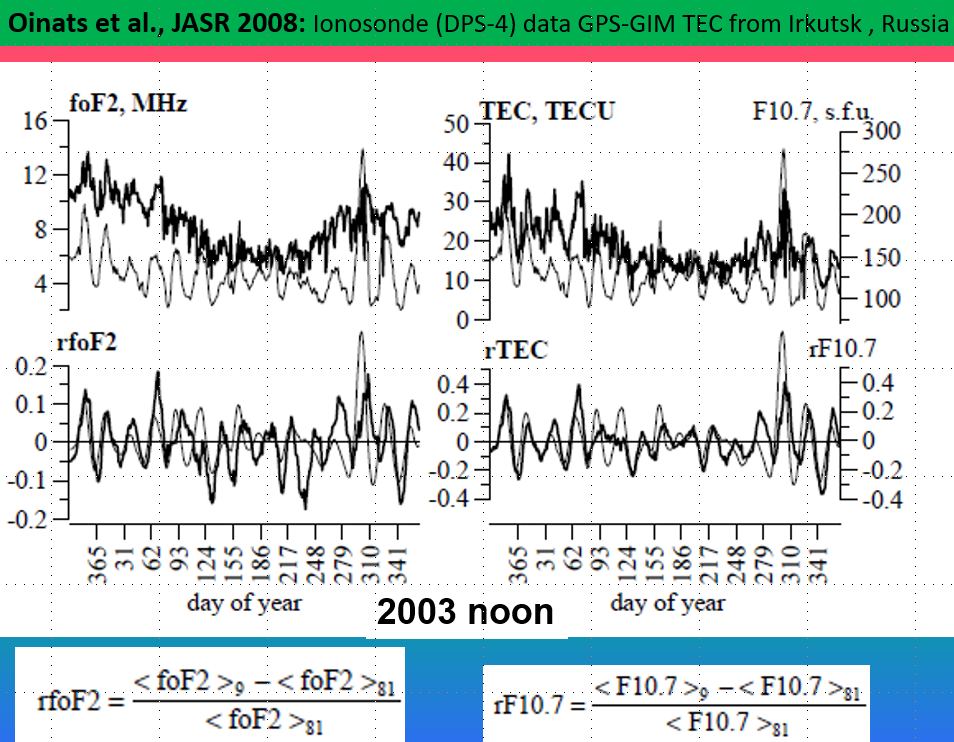 Oinats et al., JASR 2008: Ionosonde (DPS-4) data GPS-GIM TEC from Irkutsk , Russia
foF2, MHz
16
12
8
4
TEC, TECU
F10.7, s.f.u.
50
40
30
20
10
0
300
250
200
150
100
rfoF2
0.2
0.1
0
-0.1
-0.2
rTEC
rF10.7
0.4
0.2
0
-0.2
-0.4
0.4
0.2
0
-0.2
-0.4
365 31 62 93 124 155 186 217 248 279 310 341
365 31 62 93 124 155 186 217 248 279 310 341
day of year
day of year
2003 noon
rfoF2 = < foF2 >9 − < foF2 >81
< foF2 >81
rF10.7 = < F10.7 >9 − < F10.7 >81
< F10.7 >81